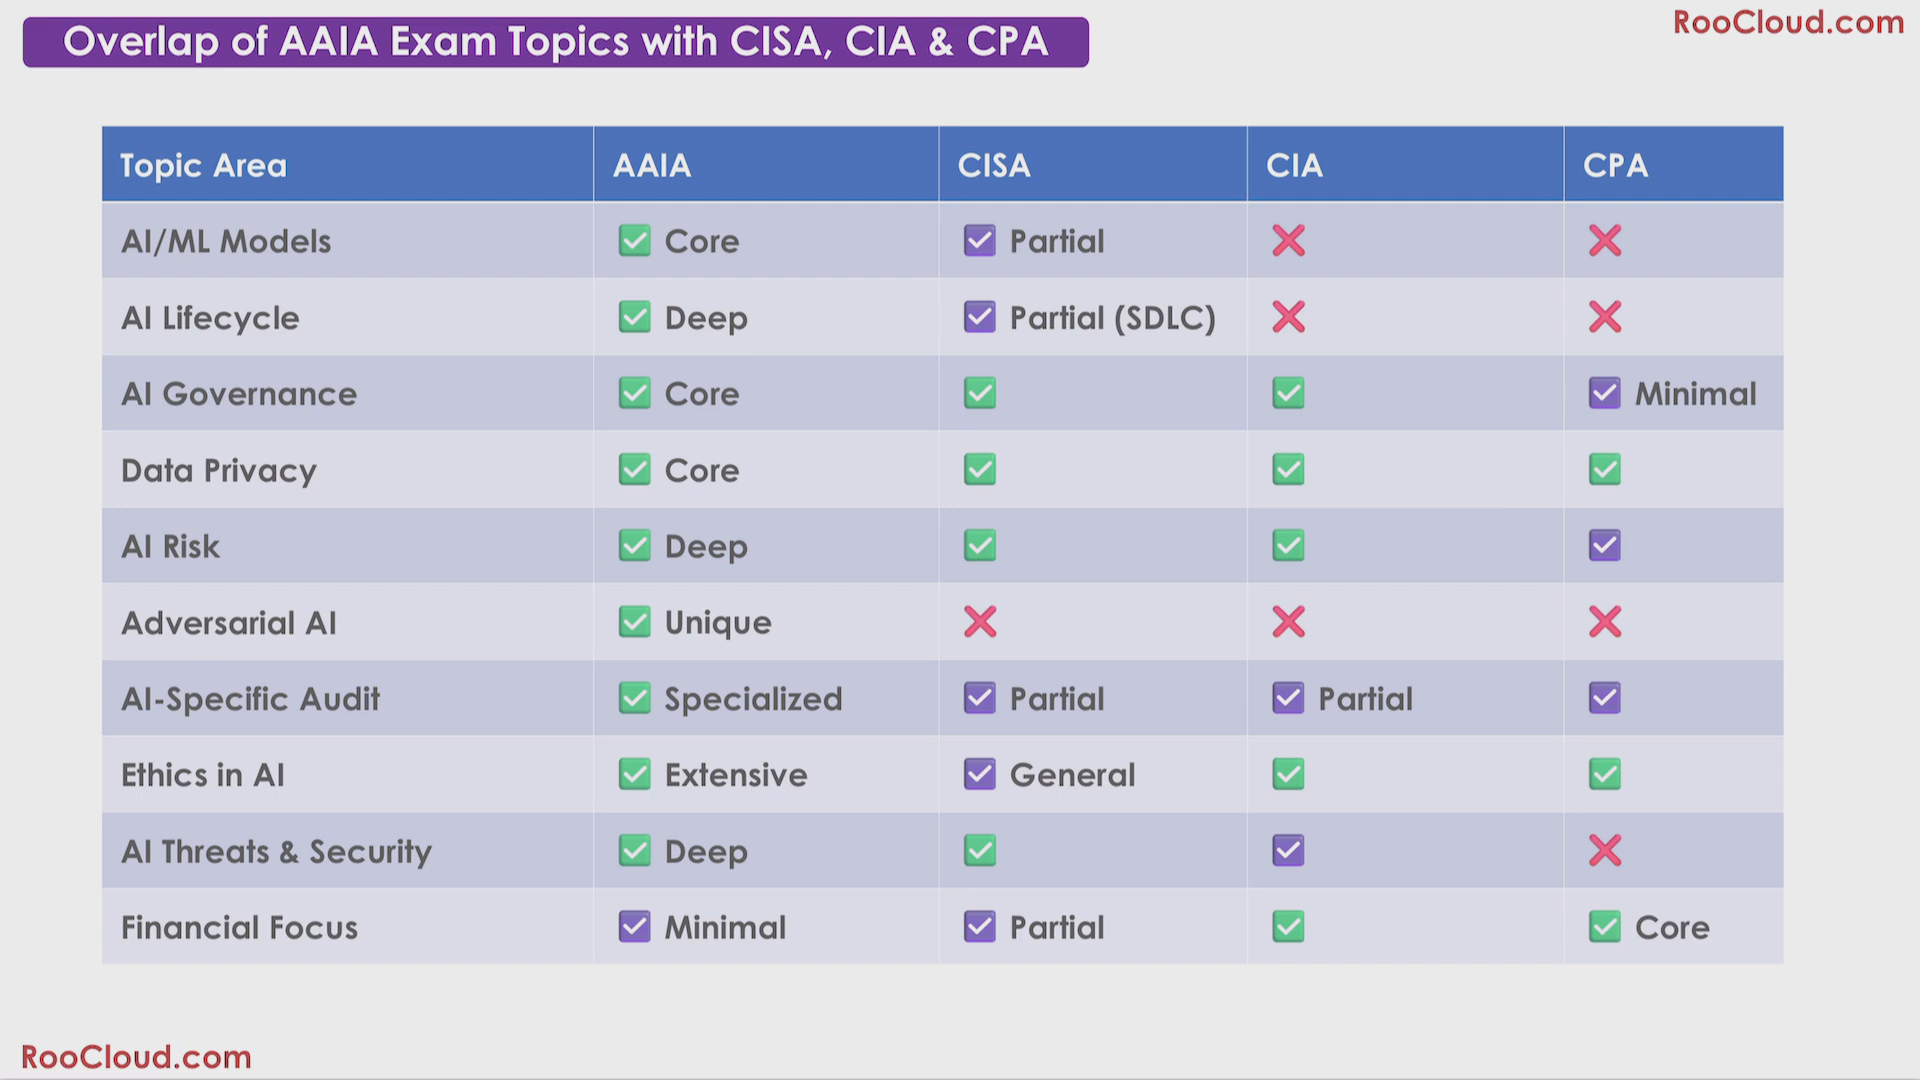 Overlap of AAIA Exam Topics with CISA, CIA & CPA
RooCloud.com
Topic Area AAIA CISA CIA CPA
AI/ML Models ✅ Core ☑ Partial ❌ ❌
AI Lifecycle ✅ Deep ☑ Partial (SDLC) ❌ ❌
AI Governance ✅ Core ✅ ✅ ☑ Minimal
Data Privacy ✅ Core ✅ ✅ ✅
AI Risk ✅ Deep ✅ ✅ ☑
Adversarial AI ✅ Unique ❌ ❌ ❌
AI-Specific Audit ✅ Specialized ☑ Partial ☑ Partial ☑
Ethics in AI ✅ Extensive ☑ General ✅ ✅
AI Threats & Security ✅ Deep ✅ ☑ ❌
Financial Focus ☑ Minimal ☑ Partial ✅ ✅ Core
RooCloud.com